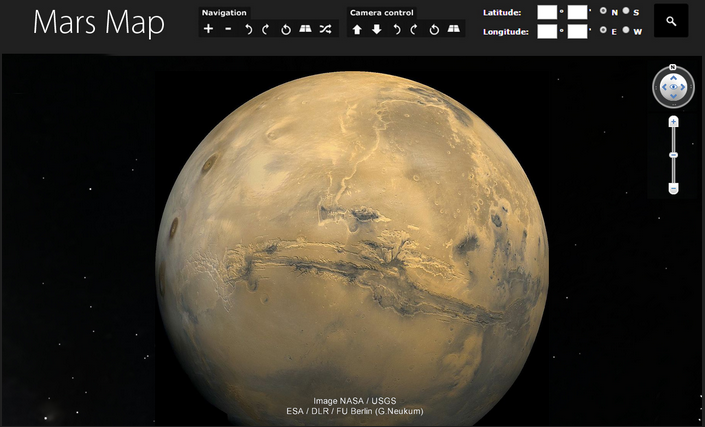 Mars Map
Navigation
Camera control
Latitude: ° ' N S
Longitude: ° ' E W
N
Image NASA / USGS
ESA / DLR / FU Berlin (G.Neukum)